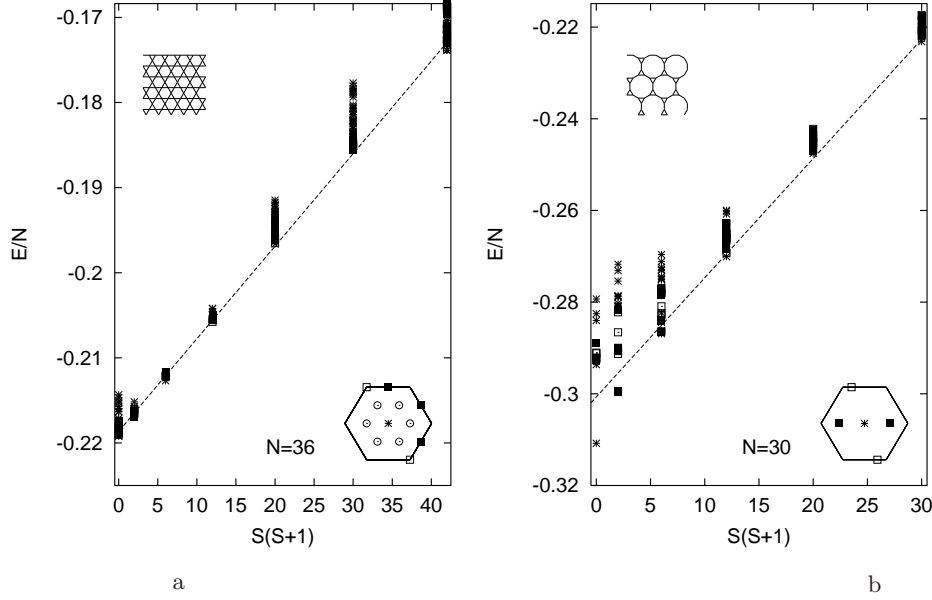 -0.17
-0.18
-0.19
-0.2
-0.21
-0.22
E/N
N=36
0 5 10 15 20 25 30 35 40
S(S+1)
a
-0.22
-0.24
-0.26
-0.28
-0.3
-0.32
E/N
N=30
0 5 10 15 20 25 30
S(S+1)
b